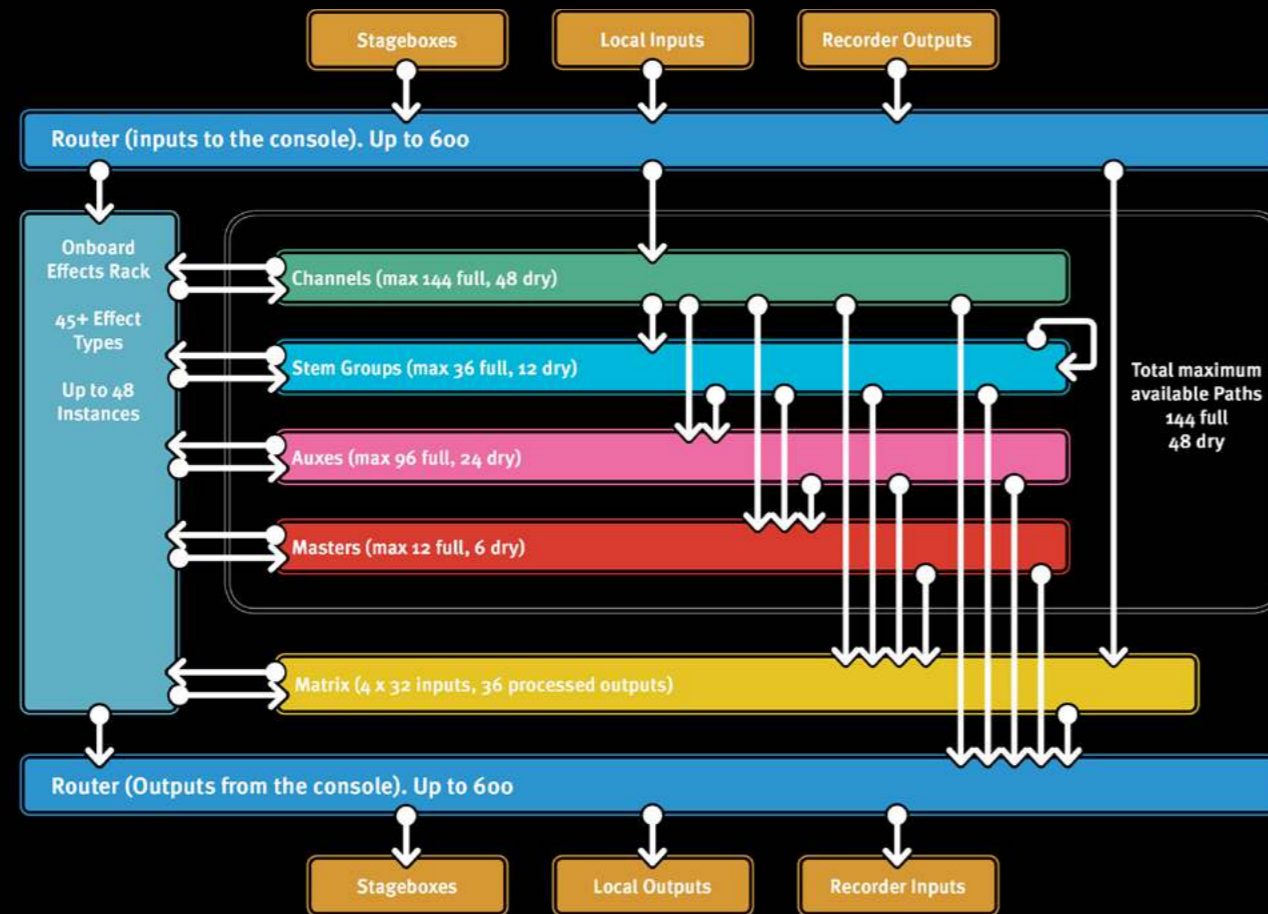 Stageboxes
Local Inputs
Recorder Outputs
Router (inputs to the console). Up to 600
Onboard
Effects Rack
45+ Effect
Types
Up to 48
Instances
Channels (max 144 full, 48 dry)
Stem Groups (max 36 full, 12 dry)
Auxes (max 96 full, 24 dry)
Masters (max 12 full, 6 dry)
Total maximum
available Paths
144 full
48 dry
Matrix (4 x 32 inputs, 36 processed outputs)
Router (Outputs from the console). Up to 600
Stageboxes
Local Outputs
Recorder Inputs